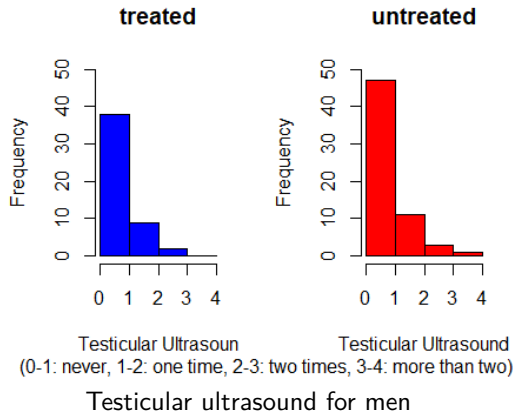 treated
untreated
Frequency
0 10 20 30 40 50
0 1 2 3 4
Testicular Ultrasoun
Frequency
0 10 20 30 40 50
0 1 2 3 4
Testicular Ultrasound
(0-1: never, 1-2: one time, 2-3: two times, 3-4: more than two)
Testicular ultrasound for men